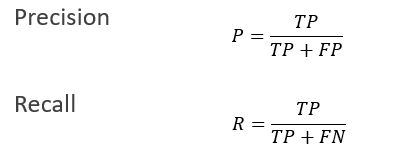 Precision
P = TP / (TP + FP)
Recall
R = TP / (TP + FN)